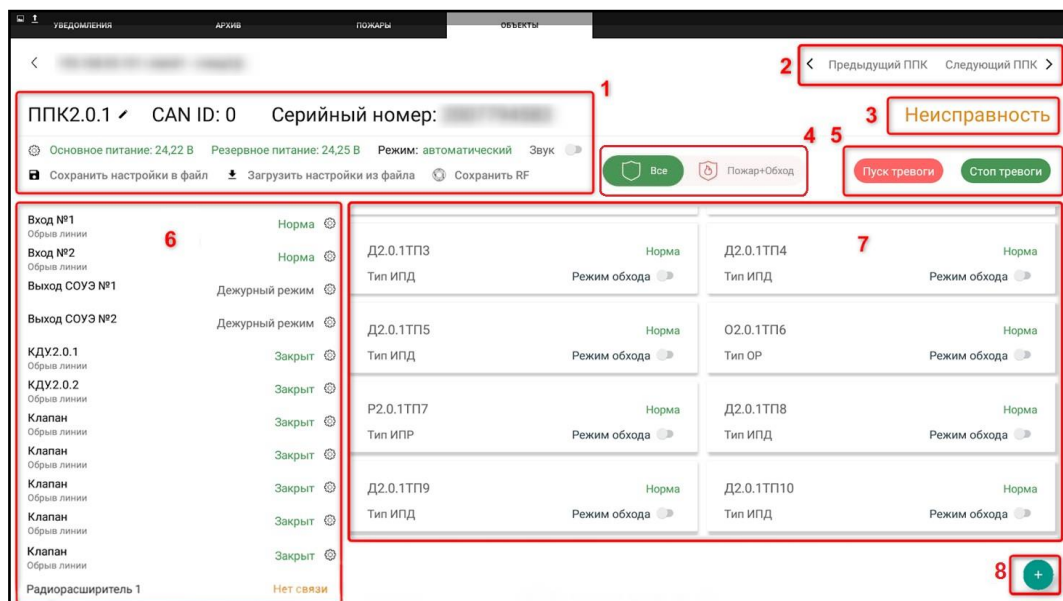 УВЕДОМЛЕНИЯ АРХИВ ПОЖАРЫ ОБЪЕКТЫ
2 Предыдущий ППК Следующий ППК
1
ППК2.0.1 CAN ID: 0 Серийный номер:
3 Неисправность
4 5
Основное питание: 24,22 В Резервное питание: 24,25 В Режим: автоматический Звук
Сохранить настройки в файл Загрузить настройки из файла Сохранить RF
Все Пожар+Обход
Пуск тревоги Стоп тревоги
6
Вход №1 Норма
Обрыв линии
Вход №2 Норма
Обрыв линии
Выход СОУЭ №1 Дежурный режим
Выход СОУЭ №2 Дежурный режим
КДУ.2.0.1 Закрыт
Обрыв линии
КДУ.2.0.2 Закрыт
Обрыв линии
Клапан Закрыт
Обрыв линии
Клапан Закрыт
Обрыв линии
Клапан Закрыт
Обрыв линии
Клапан Закрыт
Обрыв линии
Клапан Закрыт
Обрыв линии
Радиорасширитель 1 Нет связи
7
Д2.0.1ТП3 Норма
Тип ИПД Режим обхода
Д2.0.1ТП4 Норма
Тип ИПД Режим обхода
Д2.0.1ТП5 Норма
Тип ИПД Режим обхода
О2.0.1ТП6 Норма
Тип ОР Режим обхода
Р2.0.1ТП7 Норма
Тип ИПР Режим обхода
Д2.0.1ТП8 Норма
Тип ИПД Режим обхода
Д2.0.1ТП9 Норма
Тип ИПД Режим обхода
Д2.0.1ТП10 Норма
Тип ИПД Режим обхода
8 +